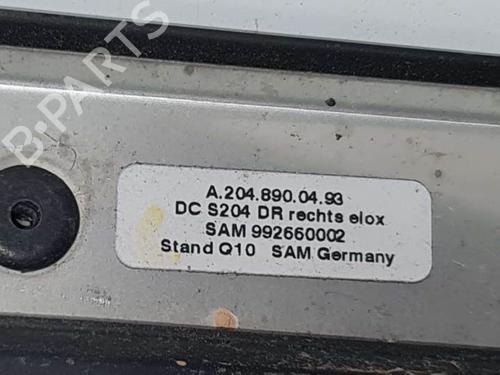 B-PARTS
A.204.890.04.93
DC S204 DR rechts elox
SAM 992660002
Stand Q10 SAM Germany